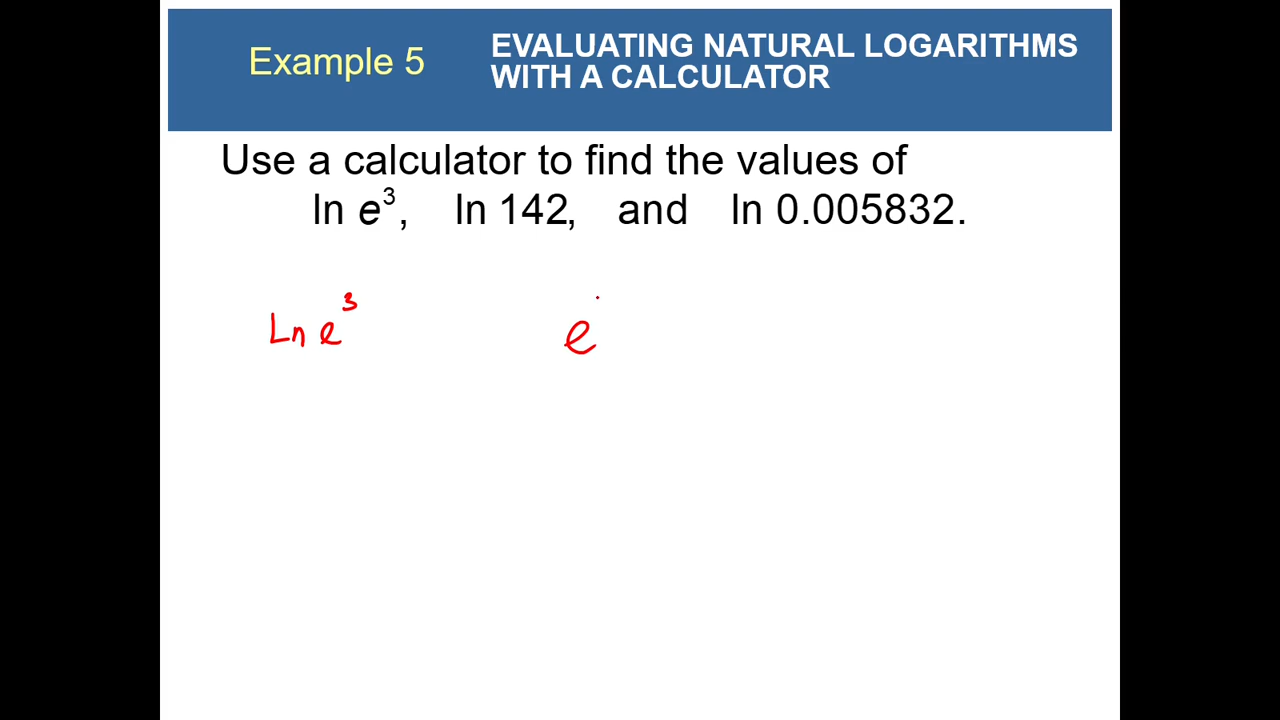 Example 5
EVALUATING NATURAL LOGARITHMS
WITH A CALCULATOR
Use a calculator to find the values of
ln e³, ln 142, and ln 0.005832.
Ln e³ e